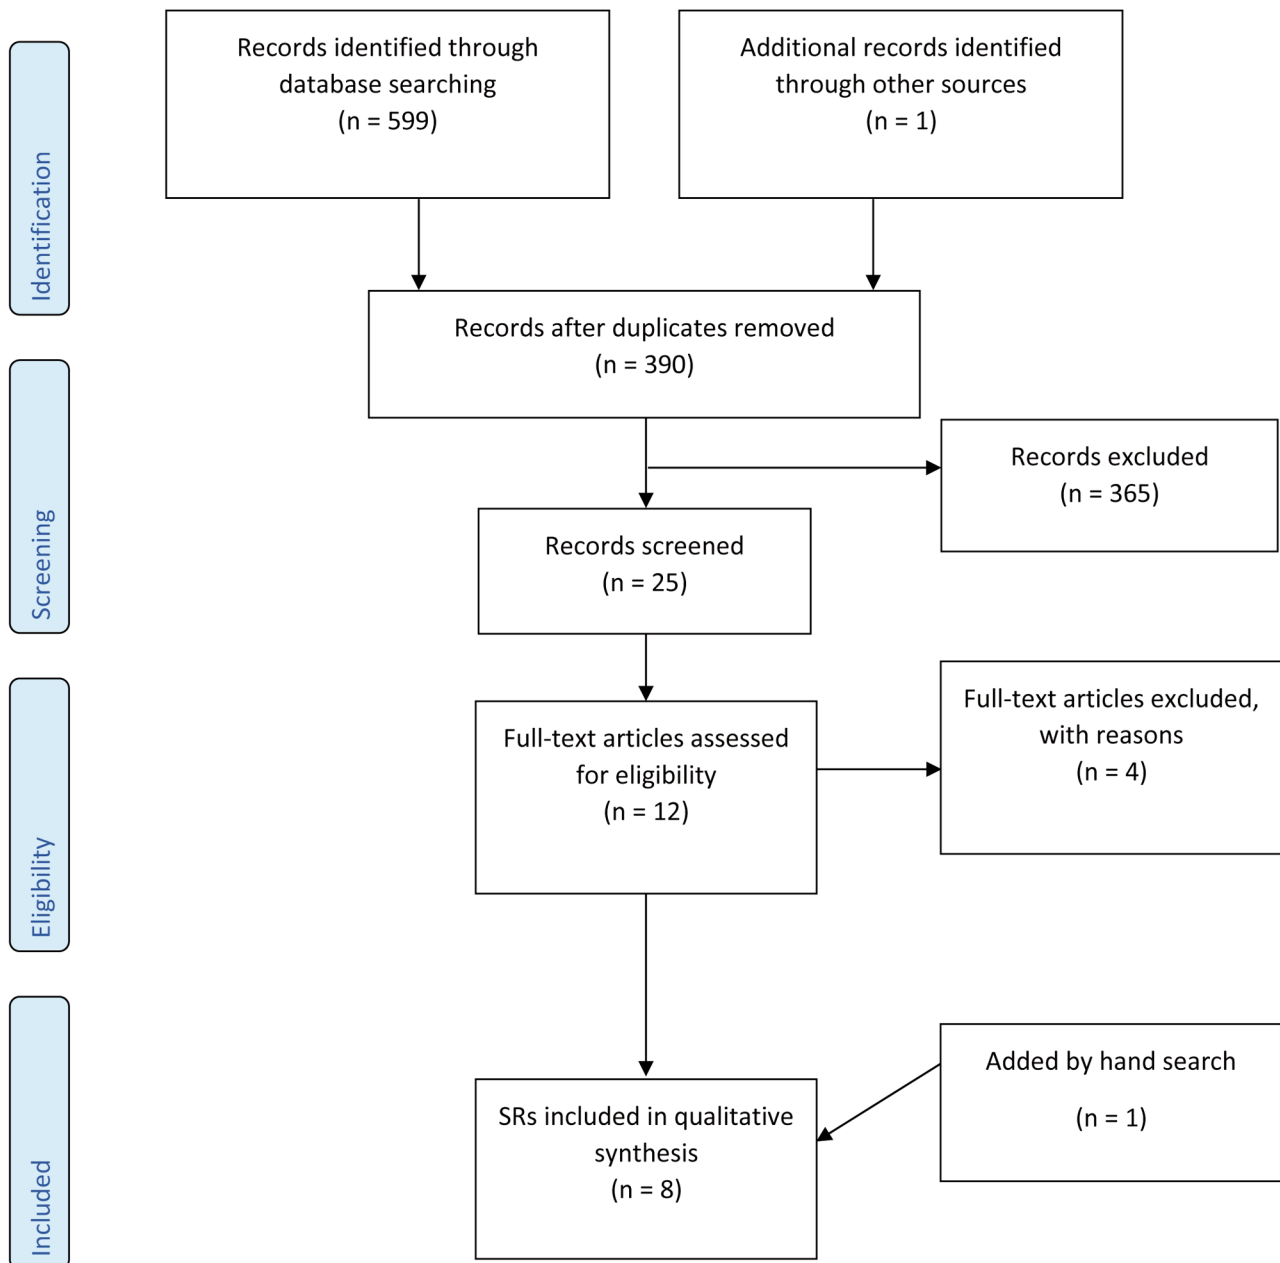 Identification
Records identified through
database searching
(n = 599)
Additional records identified
through other sources
(n = 1)
Records after duplicates removed
(n = 390)
Screening
Records excluded
(n = 365)
Records screened
(n = 25)
Eligibility
Full-text articles assessed
for eligibility
(n = 12)
Full-text articles excluded,
with reasons
(n = 4)
Included
Added by hand search
(n = 1)
SRs included in qualitative
synthesis
(n = 8)